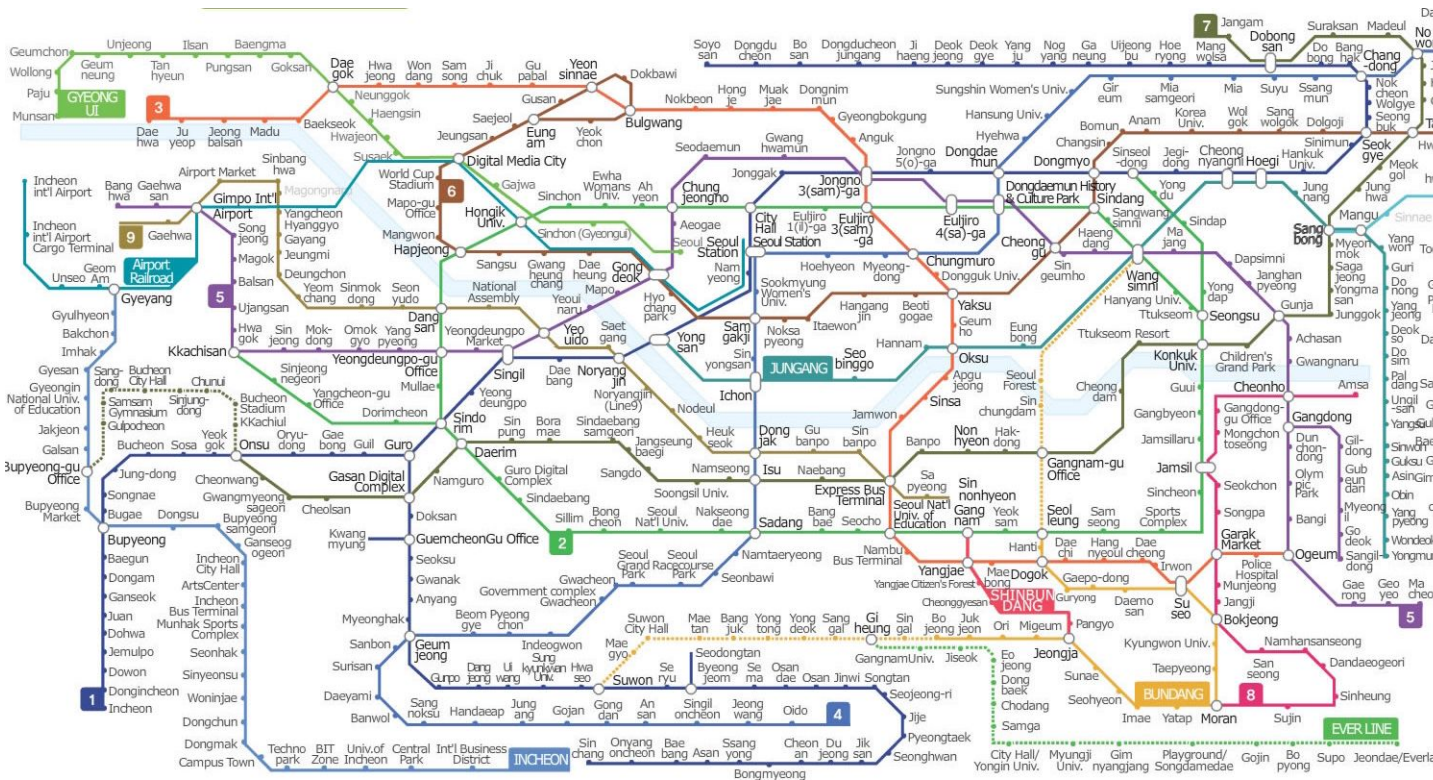 Geumchon
Unjeong
Ilsan
Baengma
Wollong
Geum
neung
Tan
hyeun
Pungsan
Goksan
Paju
GYEONG
UI
Munsan
3
Dae
hwa
Ju
yeop
Jeong
balsan
Madu
Baekseok
Dae
gok
Hwa
jeong
Won
dang
Sam
song
Ji
chuk
Gu
pabal
Yeon
sinnae
Dokbawi
Neunggok
Haengsin
Hwajeon
Susaek
Gusan
Saejeol
Jeungsan
Eung
am
Yeok
chon
Bulgwang
Nokbeon
Hong
je
Muak
jae
Dongnim
mun
Gyeongbokgung
Anguk
Digital Media City
World Cup
Stadium
6
Mapo-gu
Office
Mangwon
Hapjeong
Gajwa
Sinchon
Ewha
Womans
Univ.
Ah
yeon
Hongik
Univ.
Sinchon (Gyeongui)
Seoul
Seodaemun
Gwang
hwamun
Jonggak
Chung
jeongho
Aeogae
Jongno
3(sam)-ga
Jongno
5(o)-ga
Dongdae
mun
Dongmyo
Soyo
san
Dongdu
cheon
Bo
san
Dongducheon
jungang
Ji
haeng
Deok
jeong
Deok
gye
Yang
ju
Nog
yang
Ga
neung
Uijeong
bu
Hoe
ryong
Mang
wolsa
Do
bong
Bang
hak
7
Jangam
Dobong
san
Suraksan
Madeul
No
Chang
-dong
Nok
cheon
Wolgye
Seong
buk
Seok
gye
Sungshin Women's Univ.
Hansung Univ.
Hyehwa
Gir
eum
Mia
samgeori
Mia
Suyu
Ssang
mun
Bomun
Changsin
Anam
Korea
Univ.
Wol
gok
Sang
wolgok
Dolgoji
Sinimun
Sinseol
-dong
Jegi-
dong
Cheong
nyangni
Hoegi
Hankuk
Univ.
Meok
gol
Jung
hwa
Jung
nang
Mangu
Sang
bong
Incheon
int'l Airport
Incheon
int'l Airport
Cargo Terminal
Bang
hwa
Gaehwa
san
Airport Market
Sinbang
hwa
Magongnaru
Gimpo Int'l
Airport
9
Gaehwa
Airport
Railroad
Unseo
Geom
Am
Gyeyang
Song
jeong
Magok
Balsan
5
Ujangsan
Hwa
gok
Kkachisan
Yangcheon
Hyanggyo
Gayang
Jeungmi
Deungchon
Yeom
chang
Sinmok
dong
Seon
yudo
National
Assembly
Sangsu
Gwang
heung
chang
Dae
heung
Gong
deok
Mapo
Yeoui
naru
Yeo
uido
Hyo
chang
park
Seoul
Station
Nam
yeong
City
Hall
Seoul Station
Euljiro
1(il)-ga
Euljiro
3(sam)
-ga
Euljiro
4(sa)-ga
Dongdaemun History
& Culture Park
Sindang
Sangwang
simni
Yong
du
Sindap
Hoehyeon
Myeong-
dong
Chungmuro
Dongguk Univ.
Cheong
gu
Sin
geumho
Haeng
dang
Wang
simni
Ma
jang
Dapsimni
Janghan
pyeong
Gunja
Hanyang Univ.
Ttukseom
Yong
dap
Seongsu
Myeon
mok
Saga
jeong
Yongma
san
Junggok
Yang
won
Guri
Do
nong
Yang
jeong
Deok
so
Do
sim
Pal
dang
Ungil
-san
Yangsu
Sinwon
Guksu
Asin
Obin
Yang
pyeong
Gyulhyeon
Bakchon
Imhak
Gyesan
Gyeongin
National Univ.
of Education
Jakjeon
Galsan
Bupyeong-gu
Office
Bupyeong
Market
Sang-
dong
Bucheon
City Hall
Chunui
Samsam
Gymnasium
Gulpocheon
Sinjung-
dong
Bucheon
Stadium
KKachiul
Sin
jeong
Mok-
dong
Omok
gyo
Yang
pyeong
Dang
san
Yeongdeungpo
Market
Yeongdeungpo-gu
Office
Mullae
Sinjeong
negeori
Yangcheon-gu
Office
Dorimcheon
Sindo
rim
Singil
Yeong
deungpo
Dae
bang
Noryang
jin
Noryangjin
(Line9)
Nodeul
Saet
gang
Yong
san
Sookmyung
Women's
Univ.
Sam
gakji
Sin
yongsan
Noksa
pyeong
Itaewon
Hangang
jin
Beoti
gogae
Yaksu
Geum
ho
JUNGANG
Seo
binggo
Hannam
Oksu
Eung
bong
Ichon
Apgu
jeong
Seoul
Forest
Sin
chungdam
Sinsa
Jamwon
Ttukseom Resort
Cheong
dam
Konkuk
Univ.
Children's
Grand Park
Achasan
Gwangnaru
Cheonho
Amsa
Gangdong-
gu Office
Mongchon
toseong
Gangdong
Guui
Gangbyeon
Jamsillaru
Jamsil
Sincheon
Sports
Complex
Dun
chon
dong
Olym
pic
Park
Bangi
Ogeum
Gil-
dong
Gub
eun
dan
Myeong
il
Go
deok
Sangil-
dong
Bucheon
Sosa
Yeok
gok
Onsu
Oryu-
dong
Gae
bong
Guil
Guro
Jung-dong
Songnae
Bugae
Dongsu
Bupyeong
Cheonwang
Gwangmyeong
sageori
Cheolsan
Gasan Digital
Complex
Namguro
Daerim
Guro Digital
Complex
Sindaebang
Sin
pung
Bora
mae
Sindaebang
samgeori
Jangseung
baegi
Sangdo
Heuk
seok
Dong
jak
Gu
banpo
Sin
banpo
Namseong
Soongsil Univ.
Isu
Naebang
Express Bus
Terminal
Banpo
Non
hyeon
Hak-
dong
Gangnam-gu
Office
Sa
pyeong
Sin
nonhyeon
Seoul Nat'l
Univ. of
Education
Gang
nam
Yeok
sam
Seol
leung
Sam
seong
Sillim
Bong
cheon
Seoul
Nat'l Univ.
Nakseong
dae
Sadang
Bang
bae
Seocho
2
Bupyeong
samgeori
Ganseog
ogeori
Baegun
Dongam
Ganseok
Juan
Dohwa
Jemulpo
Dowon
Dongincheon
Incheon
1
Incheon
City Hall
ArtsCenter
Incheon
Bus Terminal
Munhak Sports
Complex
Seonhak
Sinyeonsu
Woninjae
Dongchun
Dongmak
Campus Town
Techno
park
BIT
Zone
Univ.of
Incheon
Central
Park
Int'l Business
District
INCHEON
Kwang
myung
Doksan
GuemcheonGu Office
Seoksu
Gwanak
Anyang
Myeonghak
Geum
jeong
Beom
gye
Pyeong
chon
Indeogwon
Government complex
Gwacheon
Gwacheon
Seoul
Grand
Park
Seoul
Racecourse
Park
Seonbawi
Namtaeryeong
Nambu
Bus Terminal
Yangjae
Yangjae Citizen's Forest
Cheonggyesan
SHINBUN
DANG
Mae
bong
Dogok
Hanti
Dae
chi
Hang
nyeoul
Dae
cheong
Gaepo-dong
Guryong
Daemo
san
Irwon
Su
seo
Garak
Market
Seokchon
Songpa
Police
Hospital
Munjeong
Jangji
Bokjeong
Gae
rong
Geo
yeo
Ma
cheon
5
Sanbon
Surisan
Daeyami
Banwol
Gunpo
Dang
jeong
Ui
wang
Sung
kyunkwan
Univ.
Hwa
seo
Suwon
Mae
gyo
Suwon
City Hall
Mae
tan
Bang
juk
Yong
tong
Yong
deok
Sang
gal
Gi
heung
Sin
gal
Bo
jeong
Juk
jeon
Ori
Migeum
Jeongja
Pangyo
Sunae
Seohyeon
Imae
Yatap
BUNDANG
Moran
Kyungwon Univ.
Taepyeong
San
seong
Namhansanseong
Dandaeogeori
Sinheung
Sujin
8
Seodongtan
Se
ryu
Byeong
jeom
Se
ma
Osan
dae
Osan
Jinwi
Songtan
Seojeong-ri
Jije
Pyeongtaek
Seonghwan
Sang
noksu
Handaeap
Jung
ang
Gojan
Gong
dan
An
san
Singil
oncheon
Jeong
wang
Oido
4
Sin
chang
Onyang
oncheon
Bae
bang
Asan
Ssang
yong
Bongmyeong
Cheon
an
Du
jeong
Jik
san
GangnamUniv.
Jiseok
Eo
jeong
Dong
baek
Chodang
Samga
City Hall/
Yongin Univ.
Myungji
Univ.
Gim
nyangjang
Playground/
Songdamedae
Gojin
Bo
pyong
Supo
EVER LINE